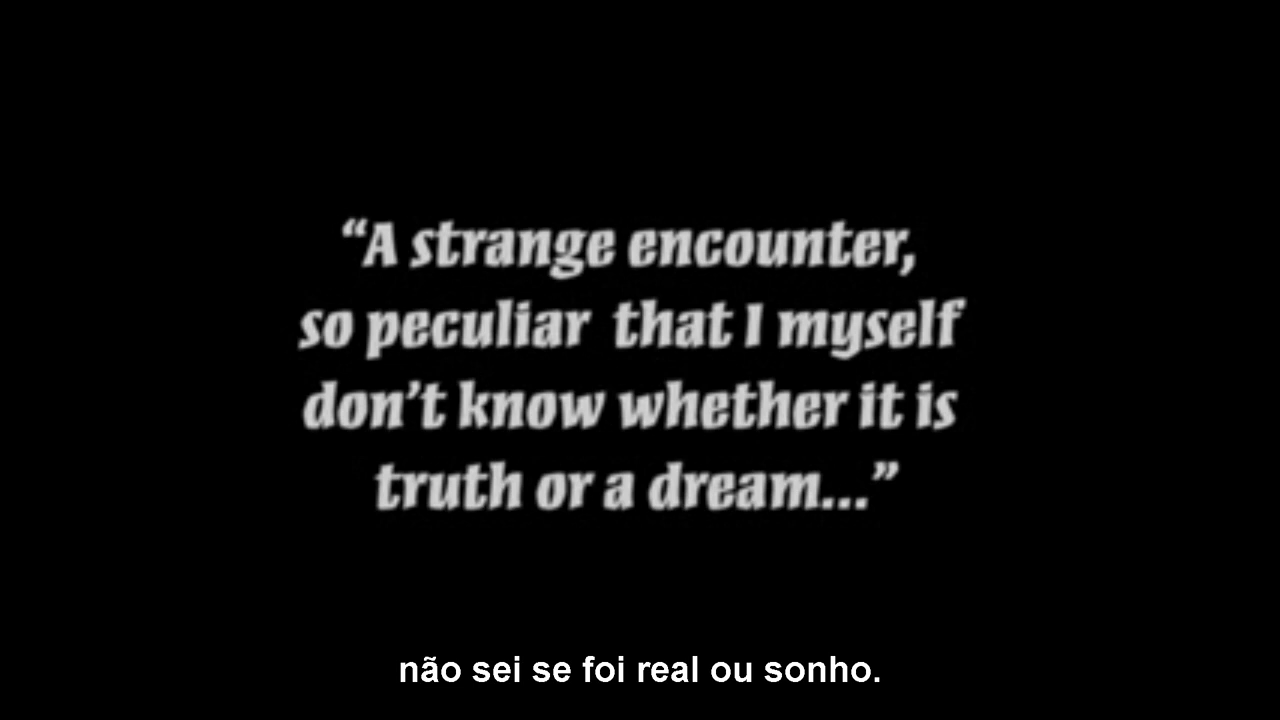 “A strange encounter,
so peculiar that I myself
don’t know whether it is
truth or a dream...”
não sei se foi real ou sonho.